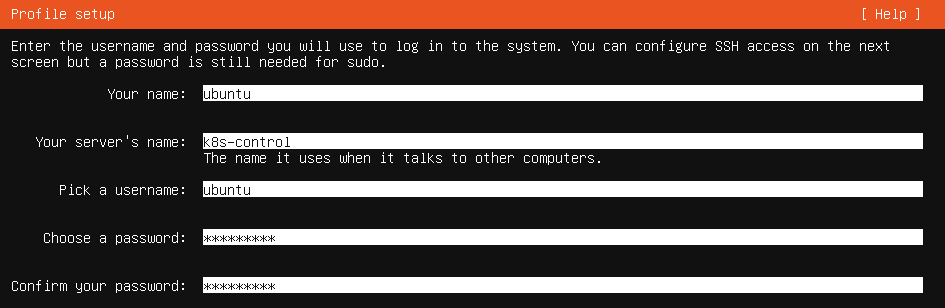 Profile setup [ Help ]
Enter the username and password you will use to log in to the system. You can configure SSH access on the next
screen but a password is still needed for sudo.
Your name: ubuntu
Your server's name: k8s-control
The name it uses when it talks to other computers.
Pick a username: ubuntu
Choose a password: *********
Confirm your password: *********